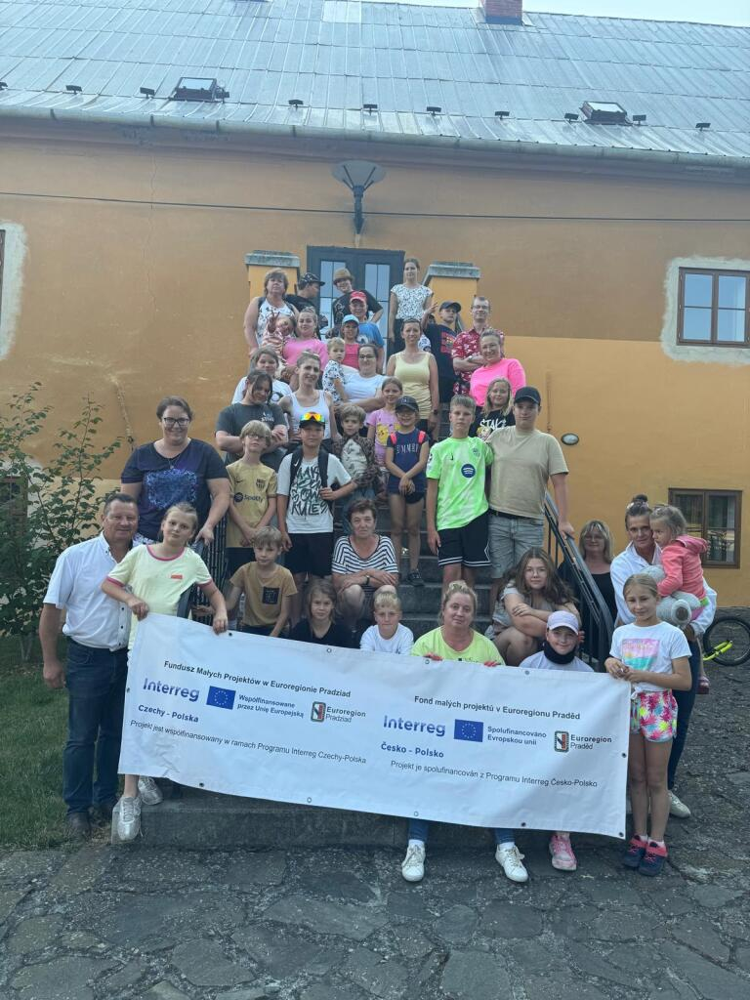 Fundusz Małych Projektów w Euroregionie Pradziad
Interreg
Współfinansowane
przez Unię Europejską
Euroregion
Pradziad
Czechy - Polska
Projekt jest współfinansowany w ramach Programu Interreg Czechy-Polska
Fond malých projektů v Euroregionu Praděd
Interreg
Spolufinancováno
Evropskou unií
Euroregion
Praděd
Česko - Polsko
Projekt je spolufinancován z Programu Interreg Česko-Polsko
Spotify